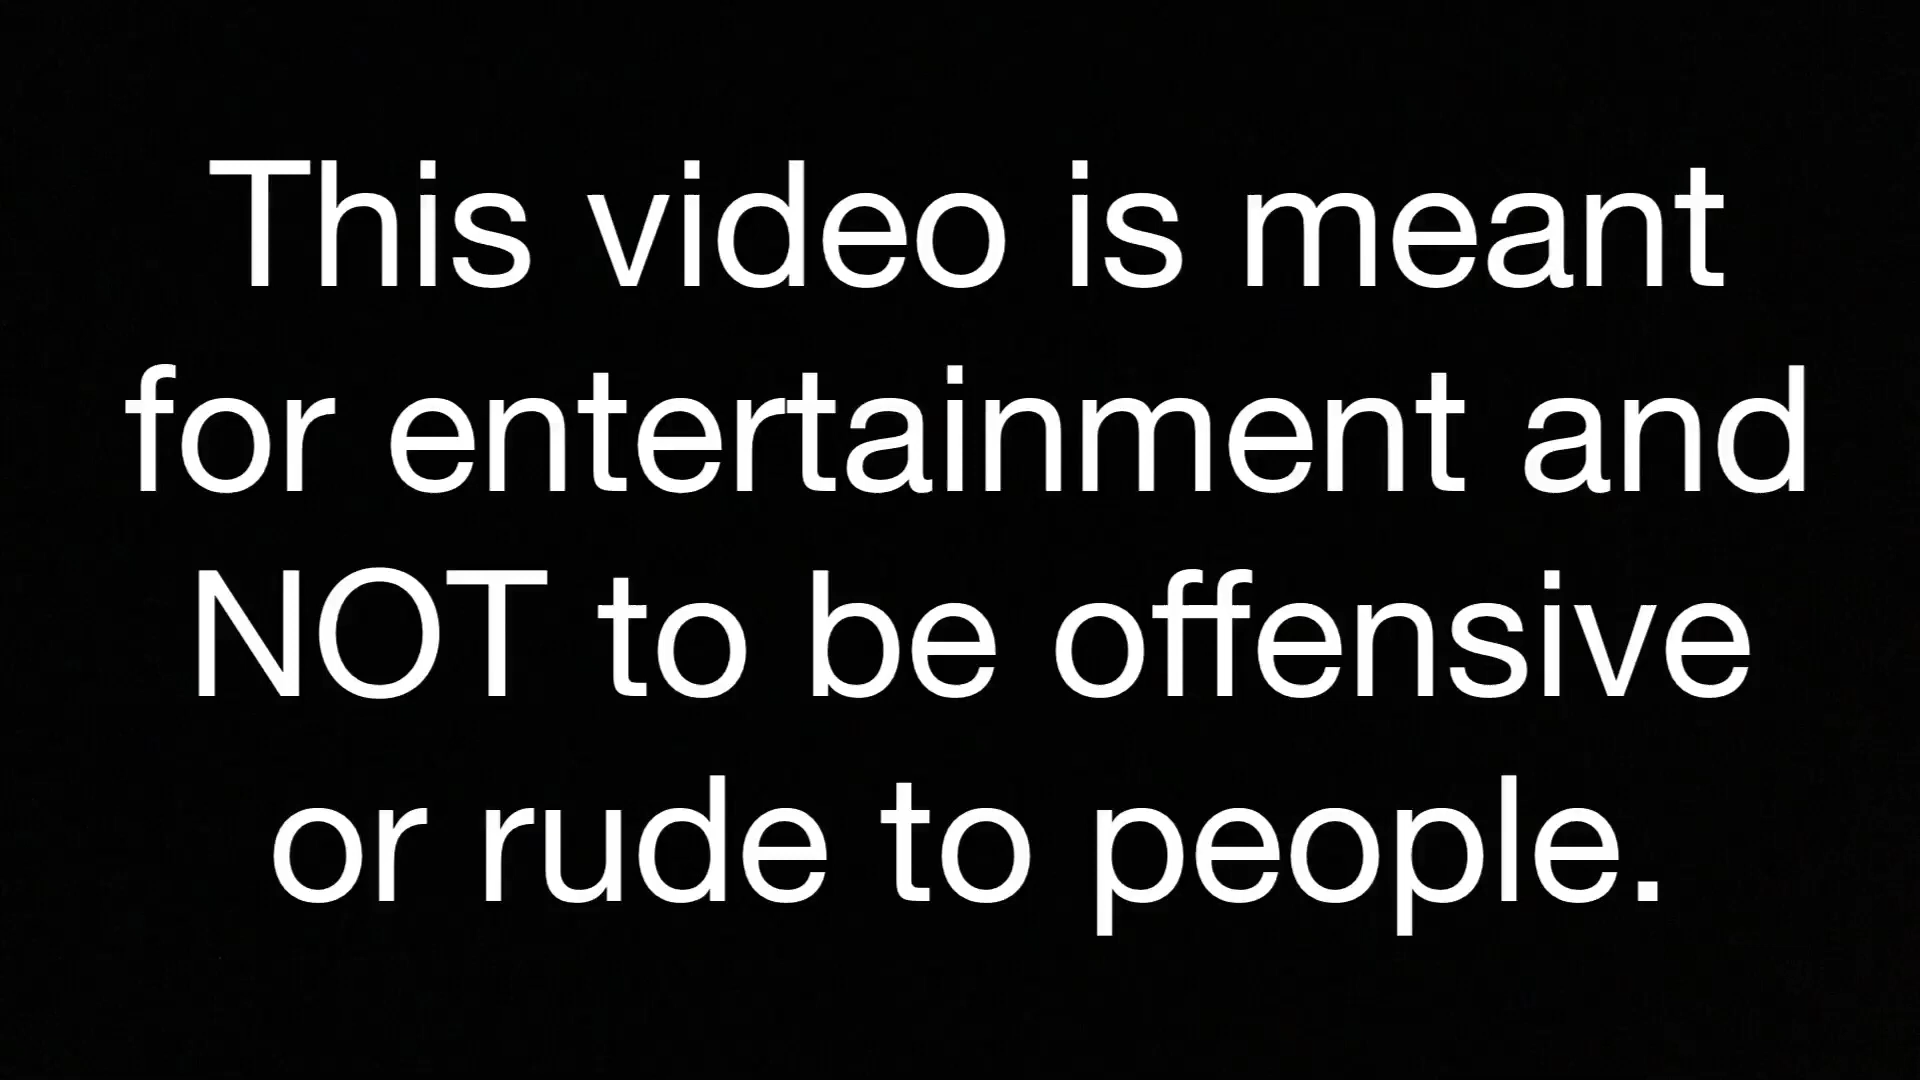 This video is meant
for entertainment and
NOT to be offensive
or rude to people.